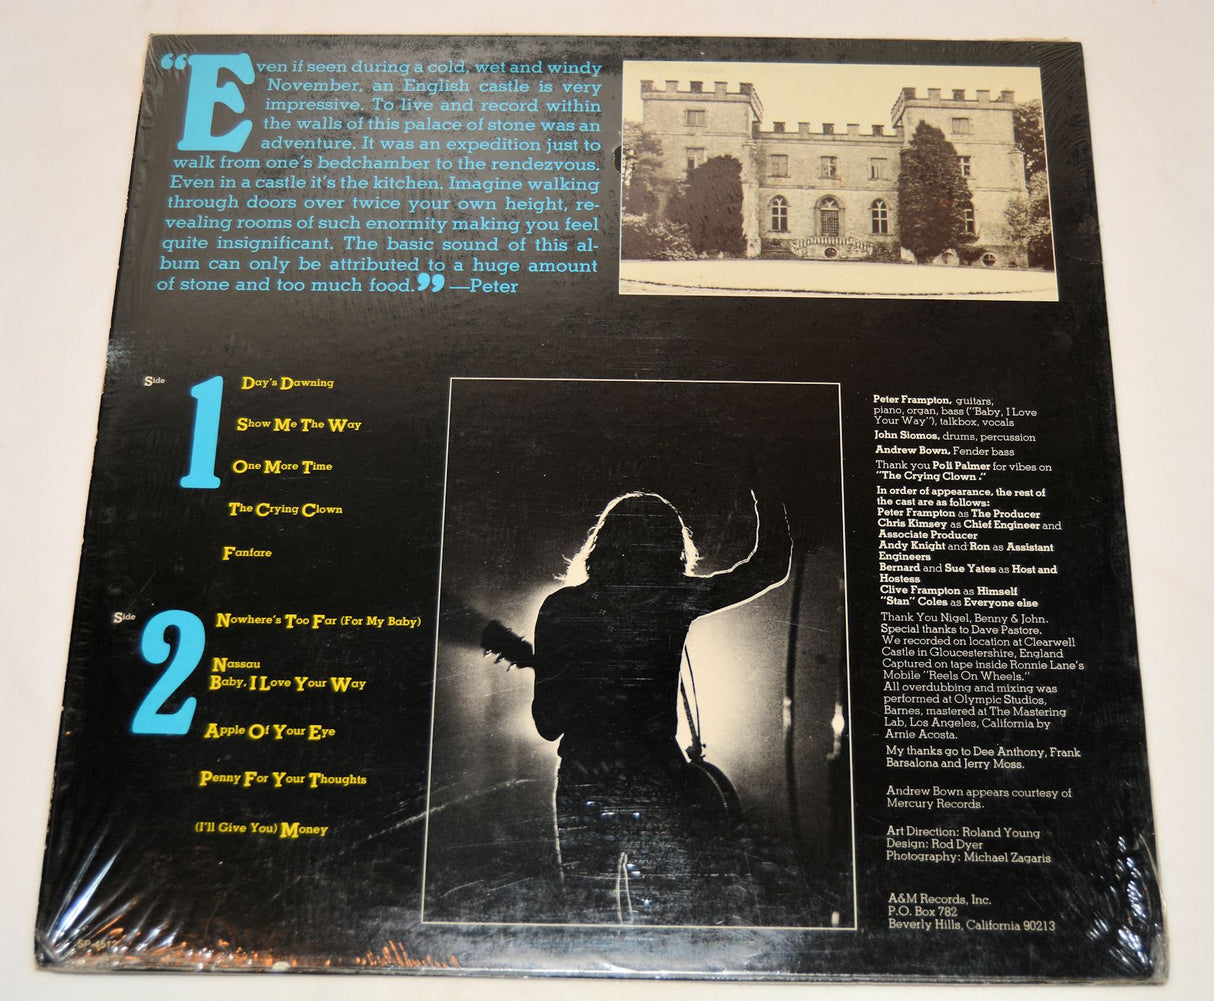 “Even if seen during a cold, wet and windy
November, an English castle is very
impressive. To live and record within
the walls of this palace of stone was an
adventure. It was an expedition just to
walk from one's bedchamber to the rendezvous.
Even in a castle it's the kitchen. Imagine walking
through doors over twice your own height, re-
vealing rooms of such enormity making you feel
quite insignificant. The basic sound of this al-
bum can only be attributed to a huge amount
of stone and too much food.” —Peter
Side 1
Day's Dawning
Show Me The Way
One More Time
The Crying Clown
Fanfare
Side 2
Nowhere's Too Far (For My Baby)
Nassau
Baby, I Love Your Way
Apple Of Your Eye
Penny For Your Thoughts
(I'll Give You) Money
Peter Frampton, guitars,
piano, organ, bass ("Baby, I Love
Your Way"), talkbox, vocals
John Siomos, drums, percussion
Andrew Bown, Fender bass
Thank you Poli Palmer for vibes on
"The Crying Clown."
In order of appearance, the rest of
the cast are as follows:
Peter Frampton as The Producer
Chris Kimsey as Chief Engineer and
Associate Producer
Andy Knight and Ron as Assistant
Engineers
Bernard and Sue Yates as Host and
Hostess
Clive Frampton as Himself
"Stan" Coles as Everyone else
Thank You Nigel, Benny & John.
Special thanks to Dave Pastore.
We recorded on location at Clearwell
Castle in Gloucestershire, England
Captured on tape inside Ronnie Lane's
Mobile "Reels On Wheels."
All overdubbing and mixing was
performed at Olympic Studios,
Barnes, mastered at The Mastering
Lab, Los Angeles, California by
Arnie Acosta.
My thanks go to Dee Anthony, Frank
Barsalona and Jerry Moss.
Andrew Bown appears courtesy of
Mercury Records.
Art Direction: Roland Young
Design: Rod Dyer
Photography: Michael Zagaris
A&M Records, Inc.
P.O. Box 782
Beverly Hills, California 90213
SP-4512